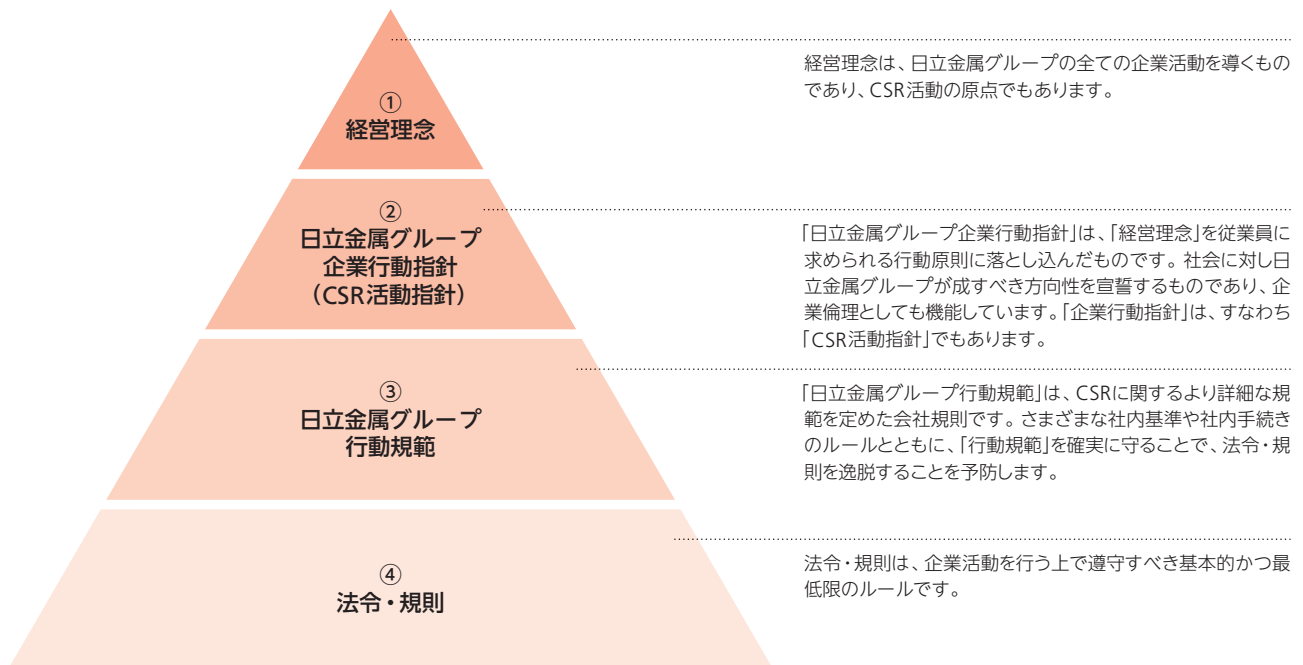 ①
経営理念
経営理念は、日立金属グループの全ての企業活動を導くもの
であり、CSR活動の原点でもあります。
②
日立金属グループ
企業行動指針
（CSR活動指針）
「日立金属グループ企業行動指針」は、「経営理念」を従業員に
求められる行動原則に落とし込んだものです。社会に対し日
立金属グループが成すべき方向性を宣誓するものであり、企
業倫理としても機能しています。「企業行動指針」は、すなわち
「CSR活動指針」でもあります。
③
日立金属グループ
行動規範
「日立金属グループ行動規範」は、CSRに関するより詳細な規
範を定めた会社規則です。さまざまな社内基準や社内手続き
のルールとともに、「行動規範」を確実に守ることで、法令・規
則を逸脱することを予防します。
④
法令・規則
法令・規則は、企業活動を行う上で遵守すべき基本的かつ最
低限のルールです。